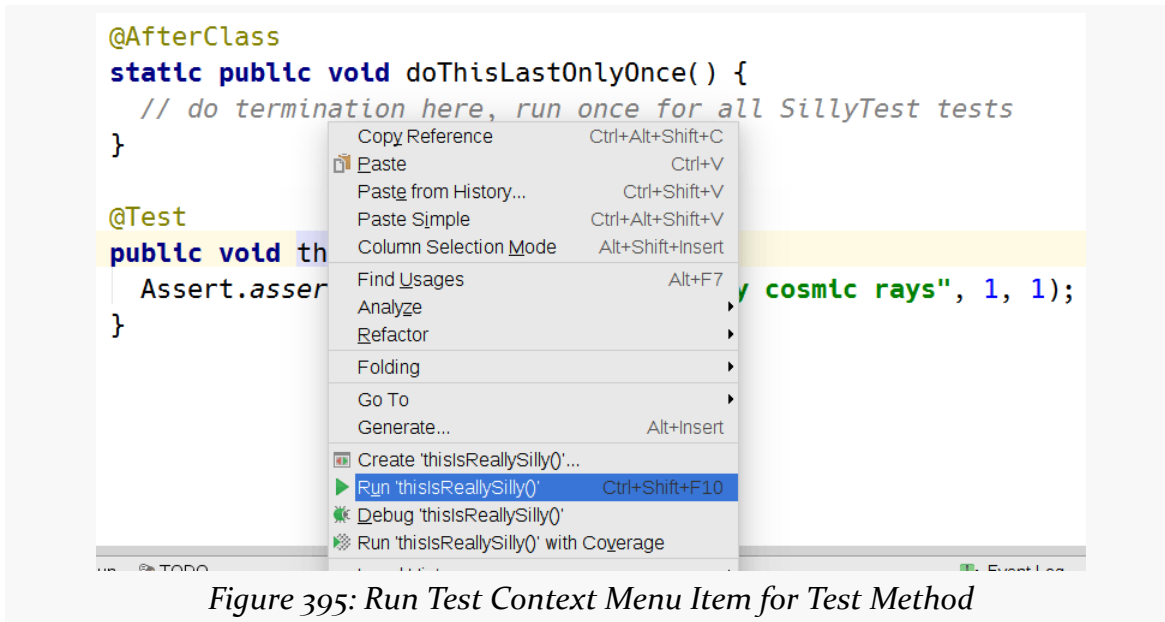 @AfterClass
static public void doThisLastOnlyOnce() {
// do termination here, run once for all SillyTest tests
}
Copy Reference Ctrl+Alt+Shift+C
Paste Ctrl+V
Paste from History... Ctrl+Shift+V
@Test
Paste Simple Ctrl+Alt+Shift+V
public void th
Column Selection Mode Alt+Shift+Insert
Find Usages Alt+F7
Assert.asser y cosmic rays", 1, 1);
Analyze
}
Refactor
Folding
Go To
Generate... Alt+Insert
Create 'thisIsReallySilly()'...
Run 'thisIsReallySilly()' Ctrl+Shift+F10
Debug 'thisIsReallySilly()'
Run 'thisIsReallySilly()' with Coverage
TODO Event Log
Figure 395: Run Test Context Menu Item for Test Method